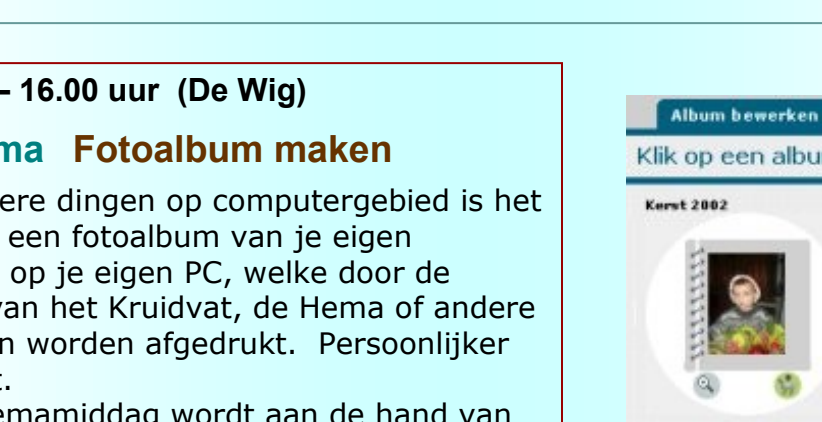 – 16.00 uur (De Wig)
ma Fotoalbum maken
ere dingen op computergebied is het
een fotoalbum van je eigen
op je eigen PC, welke door de
van het Kruidvat, de Hema of andere
n worden afgedrukt. Persoonlijker
t.
emamiddag wordt aan de hand van
Album bewerken
Klik op een albu
Kerst 2002